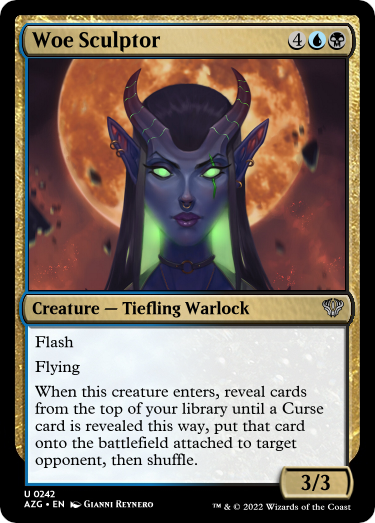 Woe Sculptor 4
Creature — Tiefling Warlock
Flash
Flying
When this creature enters, reveal cards
from the top of your library until a Curse
card is revealed this way, put that card
onto the battlefield attached to target
opponent, then shuffle.
3/3
U 0242
AZG • EN Gianni Reynero
™ & © 2022 Wizards of the Coast